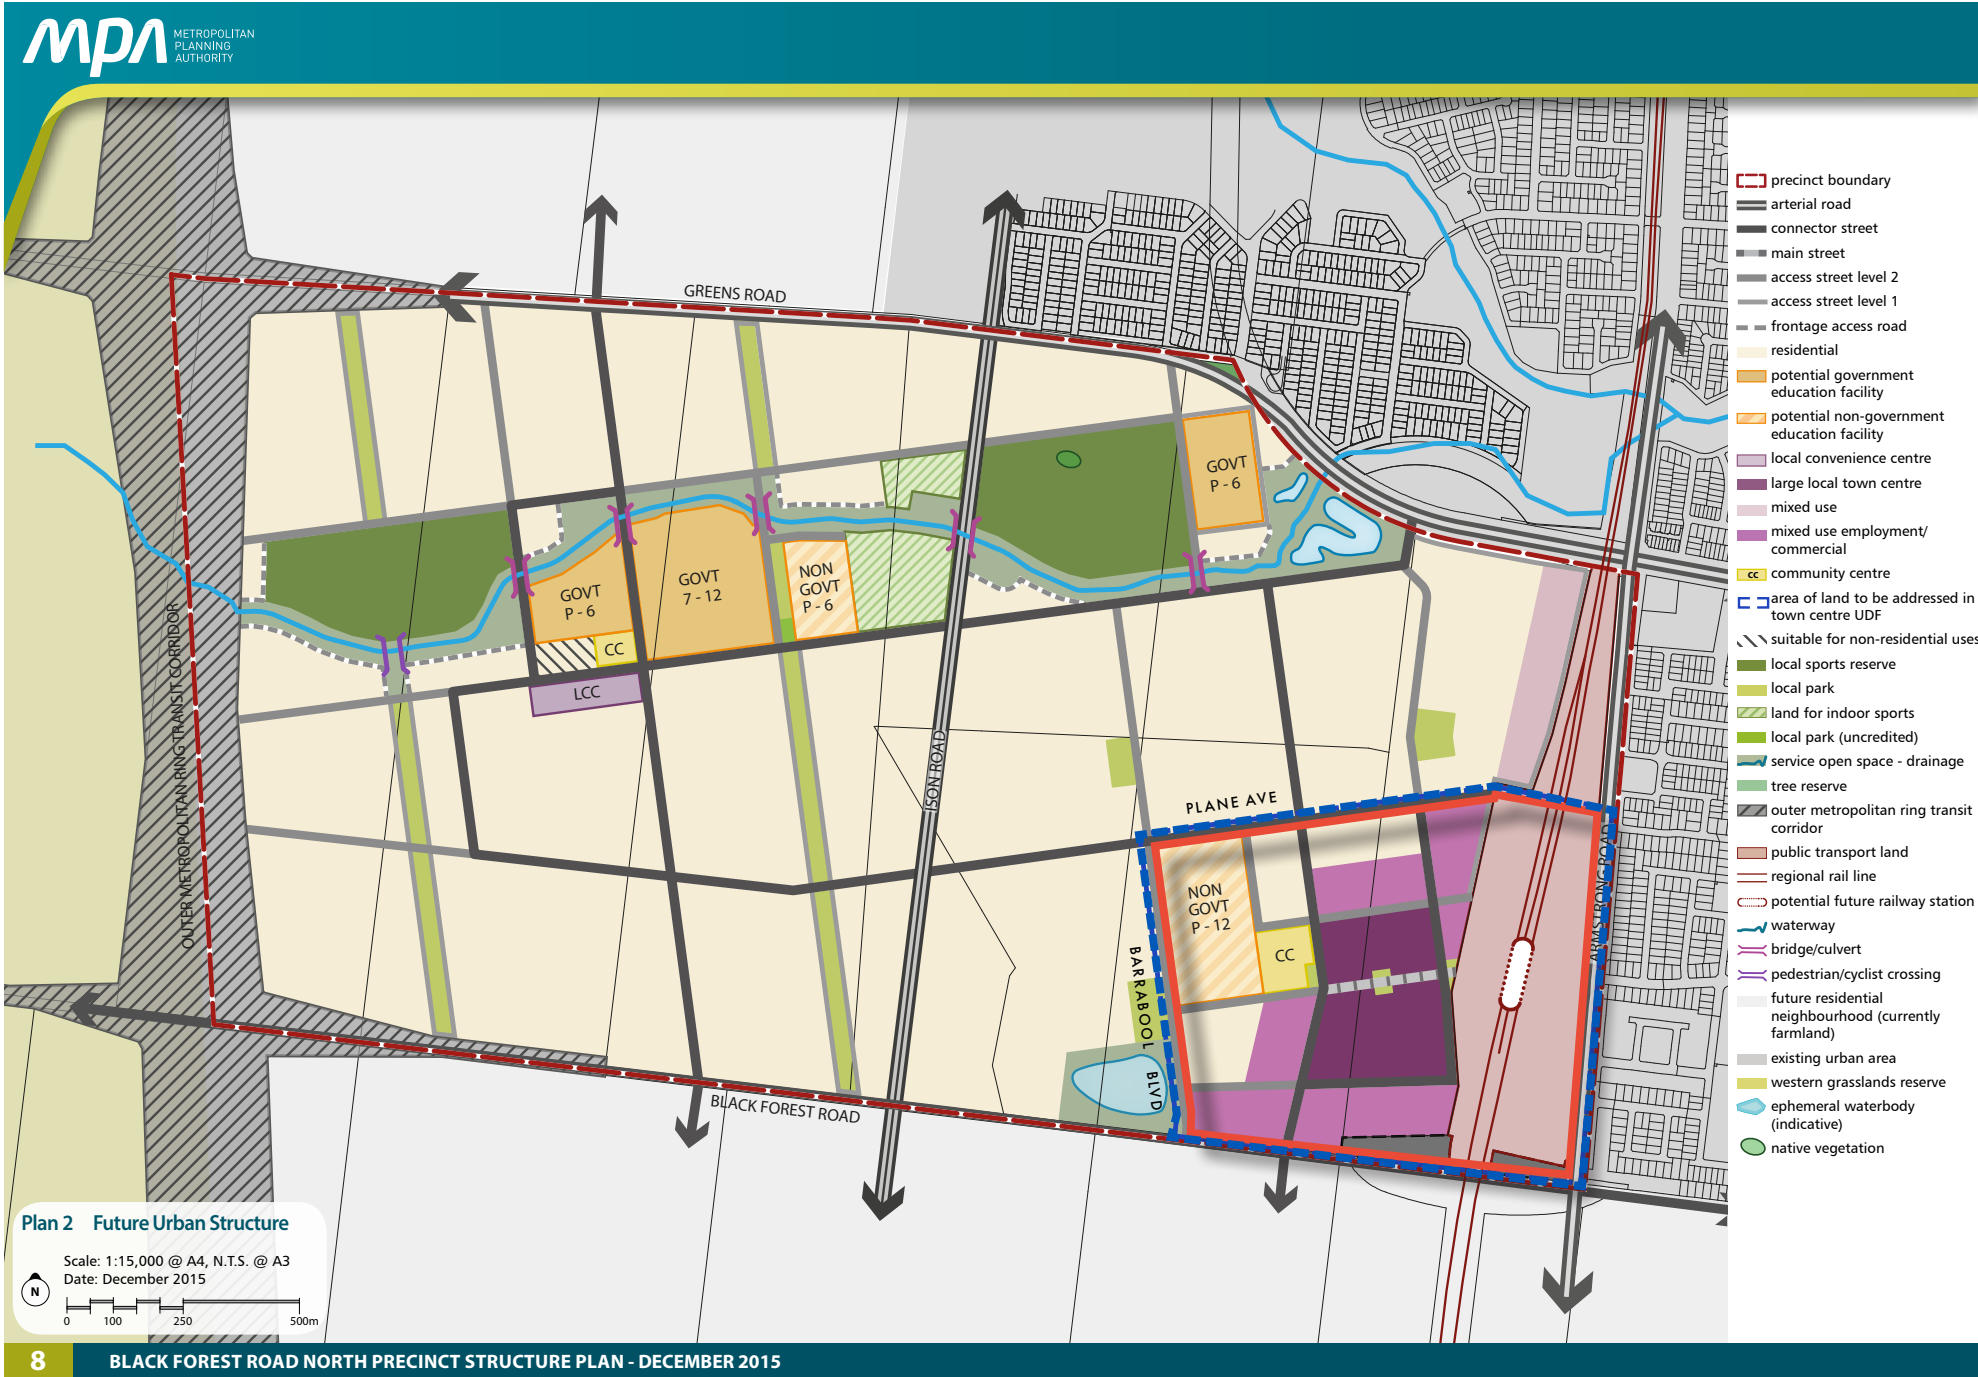 MPA
METROPOLITAN
PLANNING
AUTHORITY
GREENS ROAD
OUTER METROPOLITAN RING TRANSIT CORRIDOR
GOVT
P - 6
GOVT
7 - 12
NON
GOVT
P - 6
GOVT
P - 6
CC
LCC
ISON ROAD
PLANE AVE
NON
GOVT
P - 12
CC
BARRABOOL BLVD
ARMSTRONG ROAD
BLACK FOREST ROAD
precinct boundary
arterial road
connector street
main street
access street level 2
access street level 1
frontage access road
residential
potential government
education facility
potential non-government
education facility
local convenience centre
large local town centre
mixed use
mixed use employment/
commercial
cc community centre
area of land to be addressed in
town centre UDF
suitable for non-residential uses
local sports reserve
local park
land for indoor sports
local park (uncredited)
service open space - drainage
tree reserve
outer metropolitan ring transit
corridor
public transport land
regional rail line
potential future railway station
waterway
bridge/culvert
pedestrian/cyclist crossing
future residential
neighbourhood (currently
farmland)
existing urban area
western grasslands reserve
ephemeral waterbody
(indicative)
native vegetation
Plan 2 Future Urban Structure
Scale: 1:15,000 @ A4, N.T.S. @ A3
Date: December 2015
N
0 100 250 500m
8 BLACK FOREST ROAD NORTH PRECINCT STRUCTURE PLAN - DECEMBER 2015